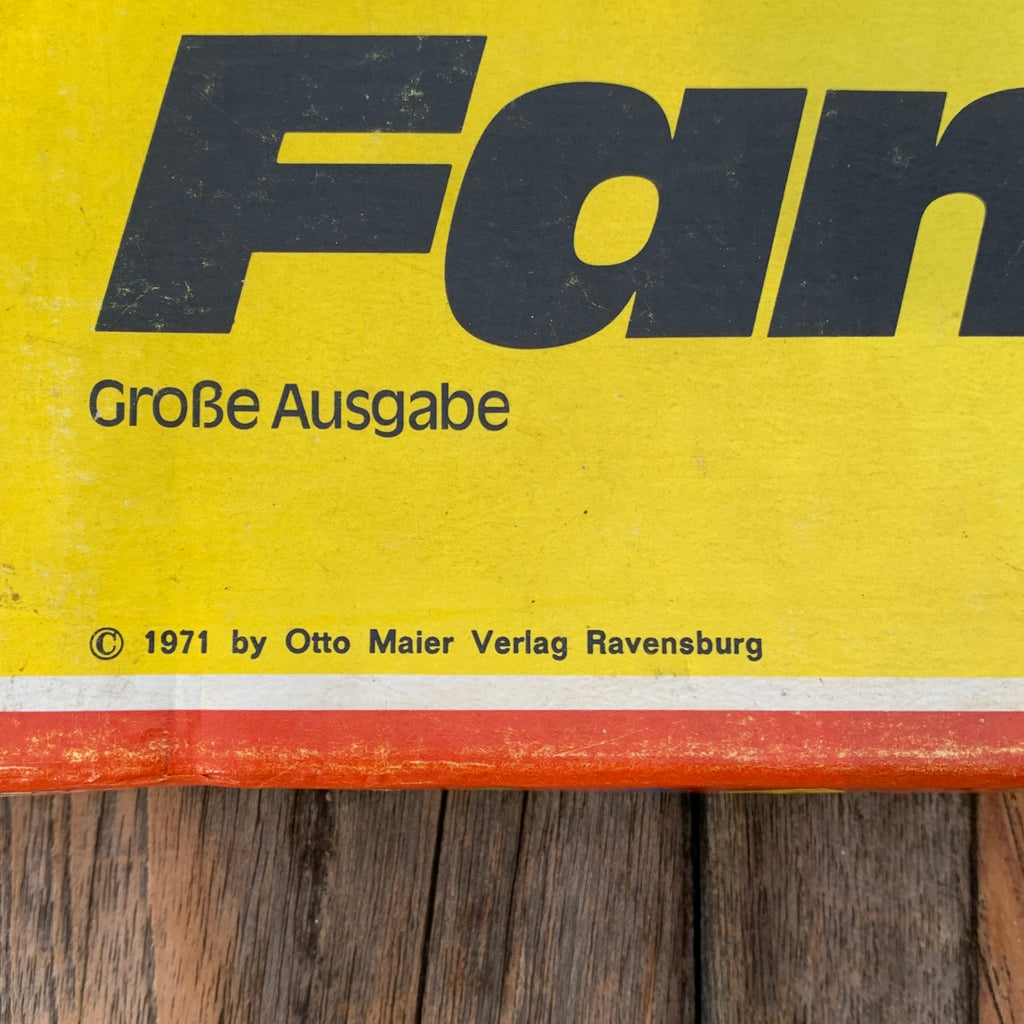 Fan
Große Ausgabe
© 1971 by Otto Maier Verlag Ravensburg